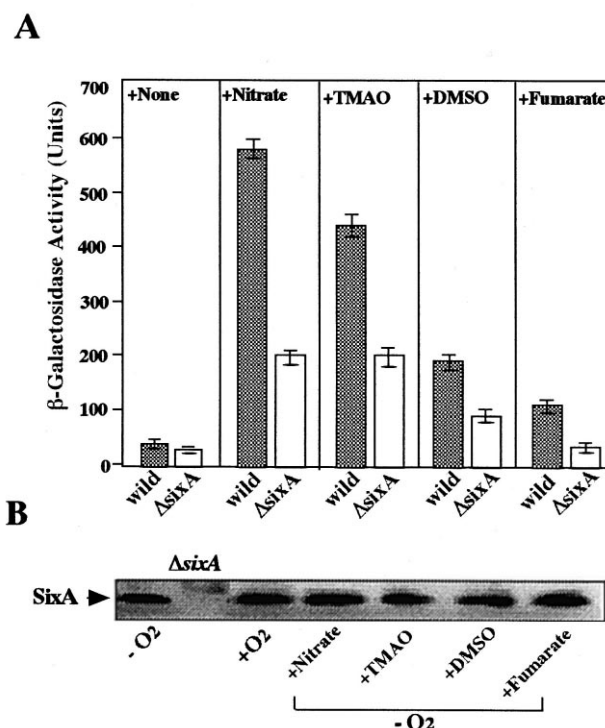 A
β-Galactosidase Activity (Units)
700
600
500
400
300
200
100
0
+None
+Nitrate
+TMAO
+DMSO
+Fumarate
wild
ΔsixA
wild
ΔsixA
wild
ΔsixA
wild
ΔsixA
wild
ΔsixA
B
ΔsixA
SixA
- O2
+O2
+Nitrate
+TMAO
+DMSO
+Fumarate
- O2